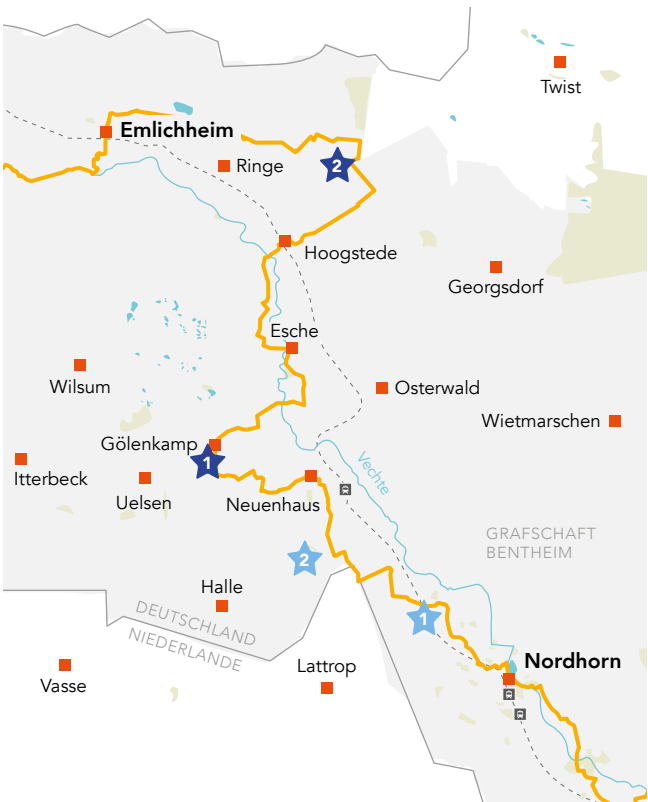 Twist
Emlichheim
2
Ringe
Hoogstede
Georgsdorf
Esche
Wilsum
Osterwald
Wietmarschen
Gölenkamp
1
Itterbeck
Vechte
Uelsen
Neuenhaus
GRAFSCHAFT
BENTHEIM
2
Halle
DEUTSCHLAND
1
NIEDERLANDE
Nordhorn
Lattrop
Vasse